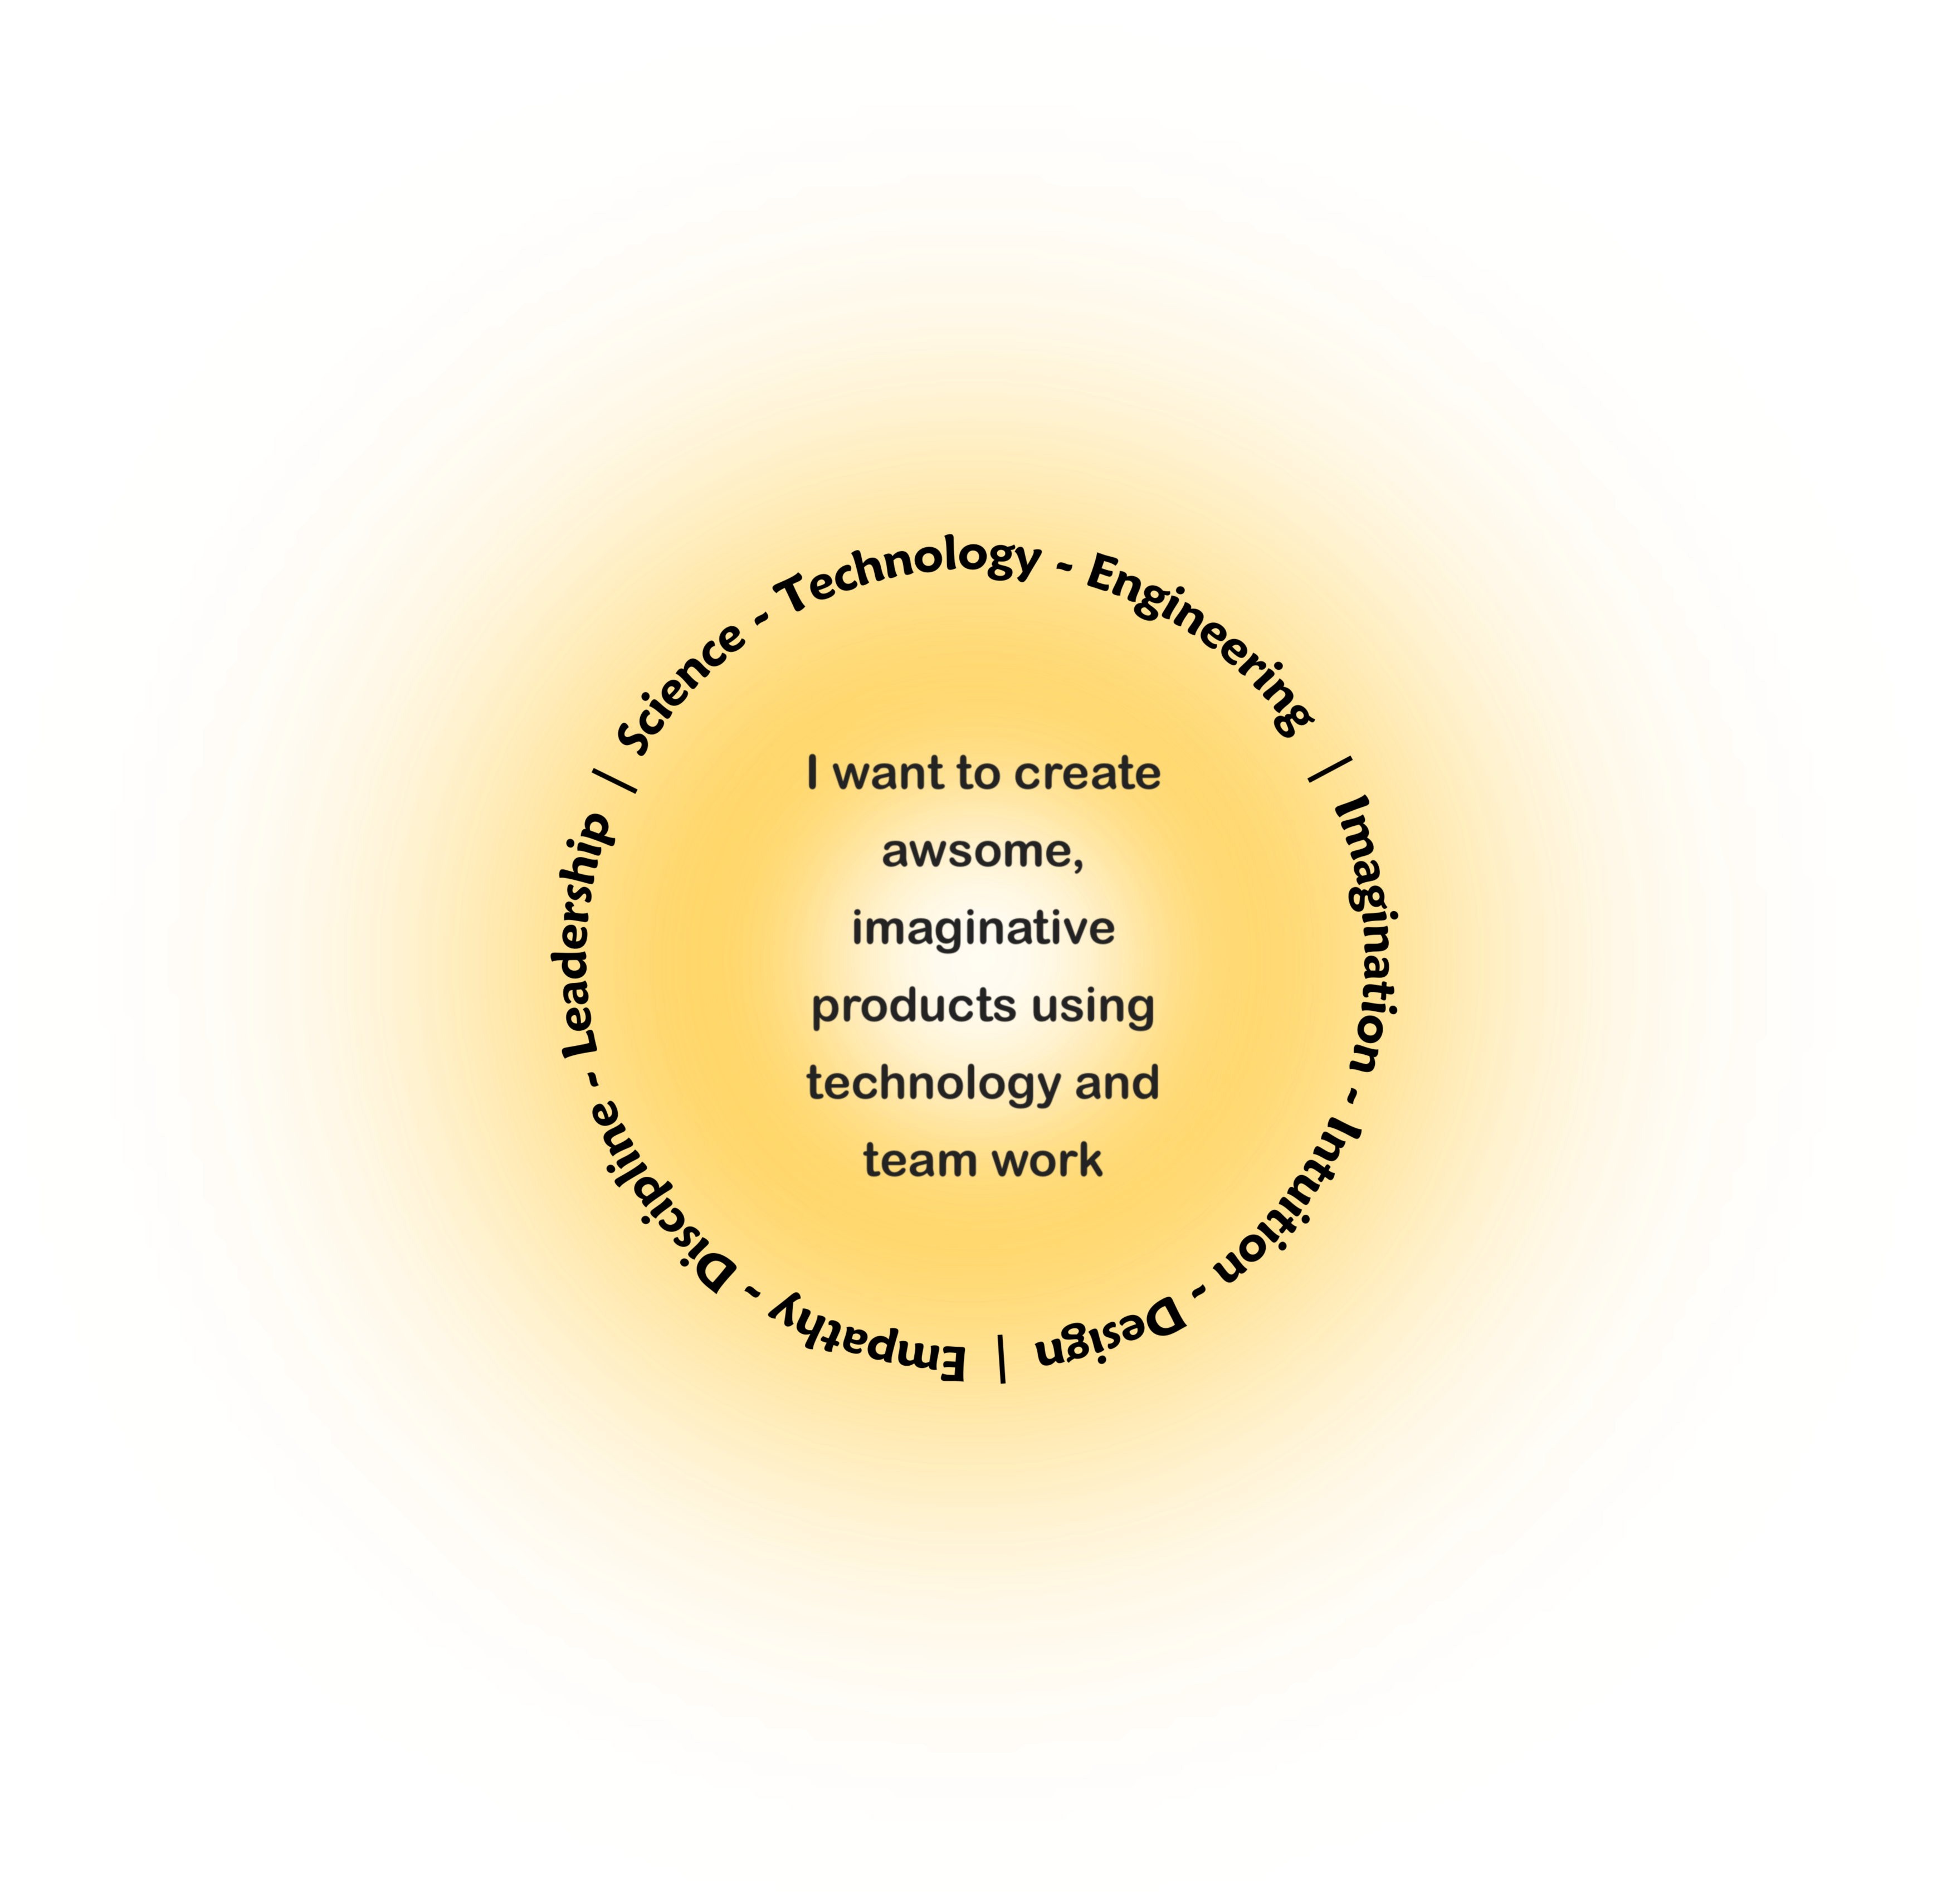 | Science - Technology - Engineering | Imagination - Intuition - Design | Empathy - Discipline - Leadership
I want to create
awsome,
imaginative
products using
technology and
team work